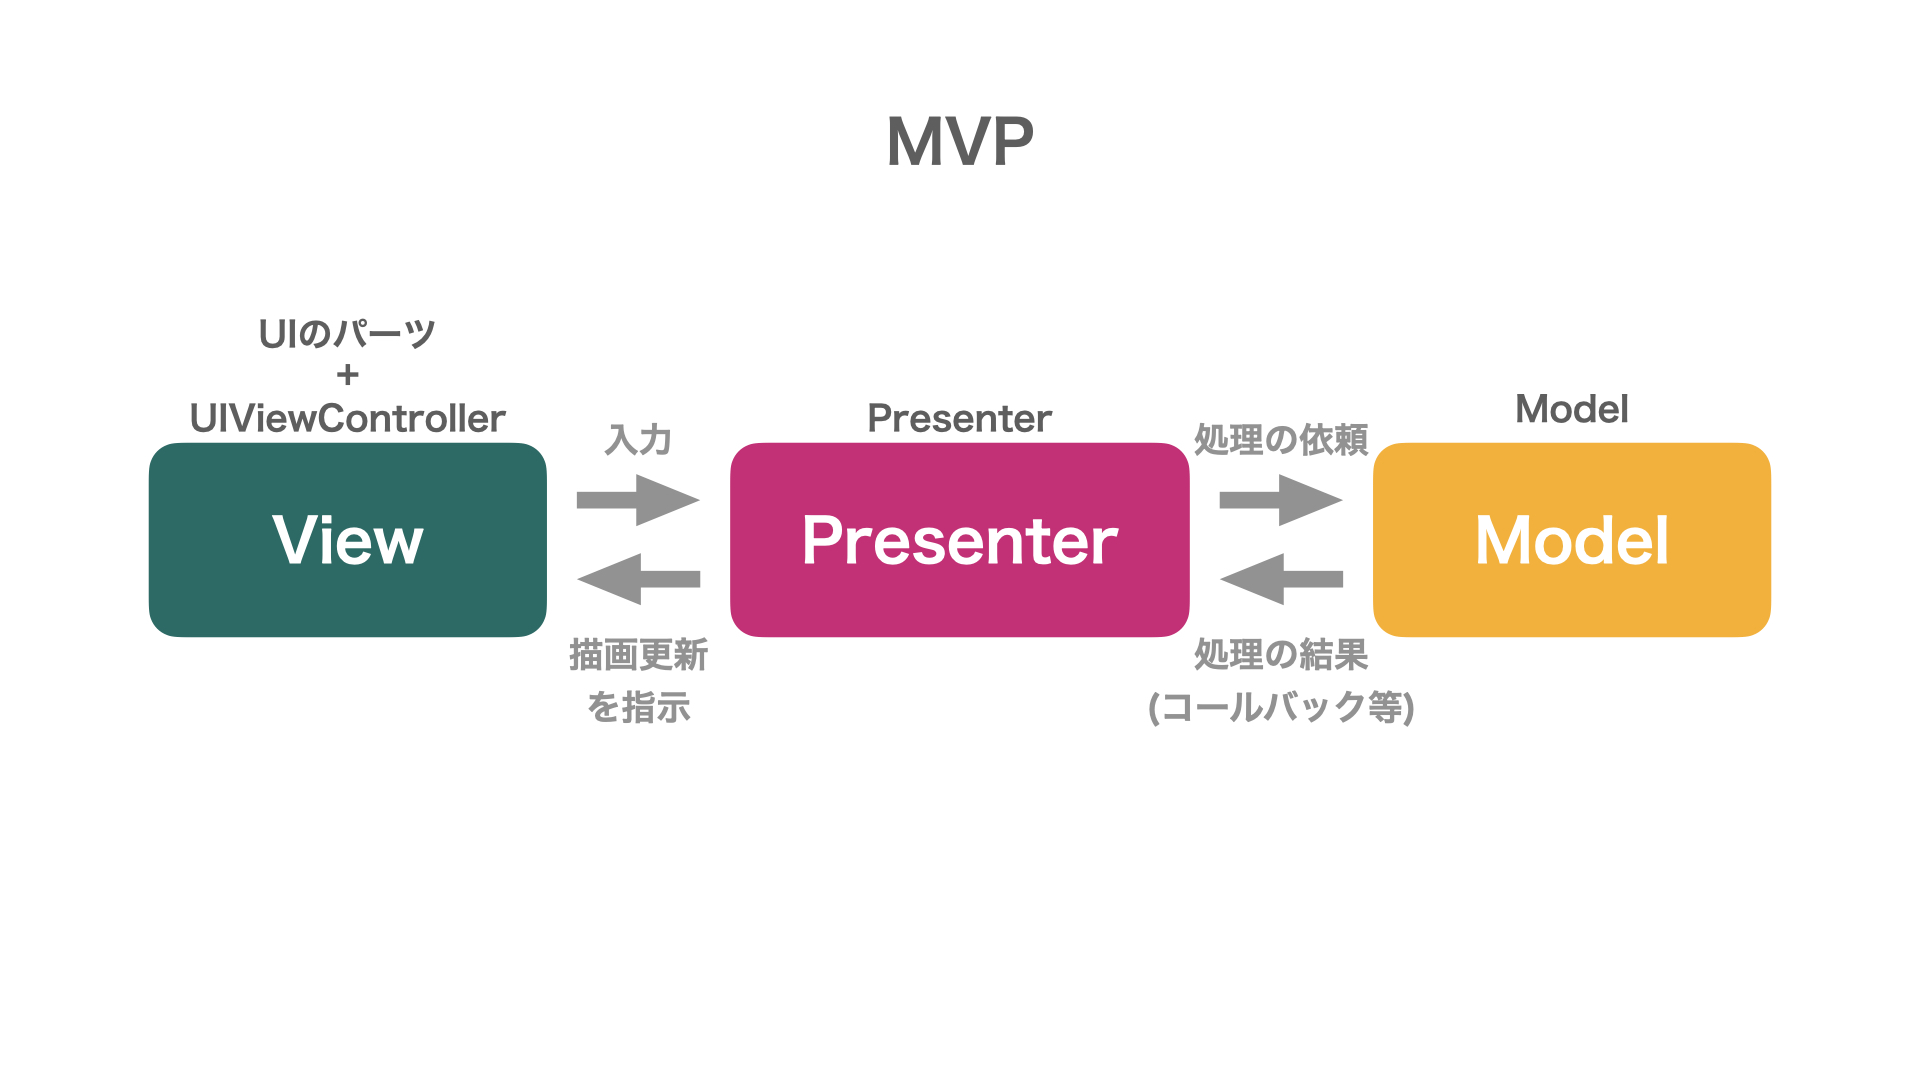 MVP
UIのパーツ
+
UIViewController
View
入力
描画更新
を指示
Presenter
Presenter
処理の依頼
処理の結果
(コールバック等)
Model
Model